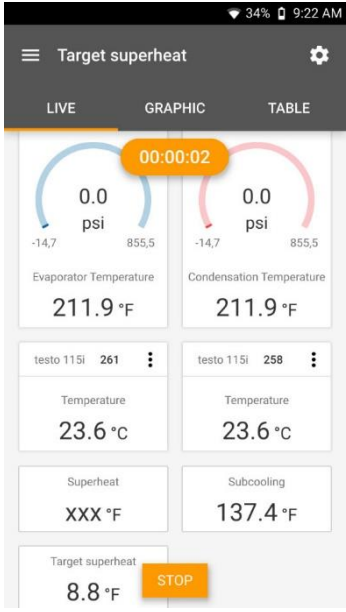 34% 9:22 AM
Target superheat
LIVE GRAPHIC TABLE
00:00:02
0.0 0.0
psi psi
-14,7 855,5 -14,7 855,5
Evaporator Temperature Condensation Temperature
211.9 °F 211.9 °F
testo 115i 261 testo 115i 258
Temperature Temperature
23.6 °C 23.6 °C
Superheat Subcooling
xxx °F 137.4 °F
Target superheat
8.8 °F
STOP